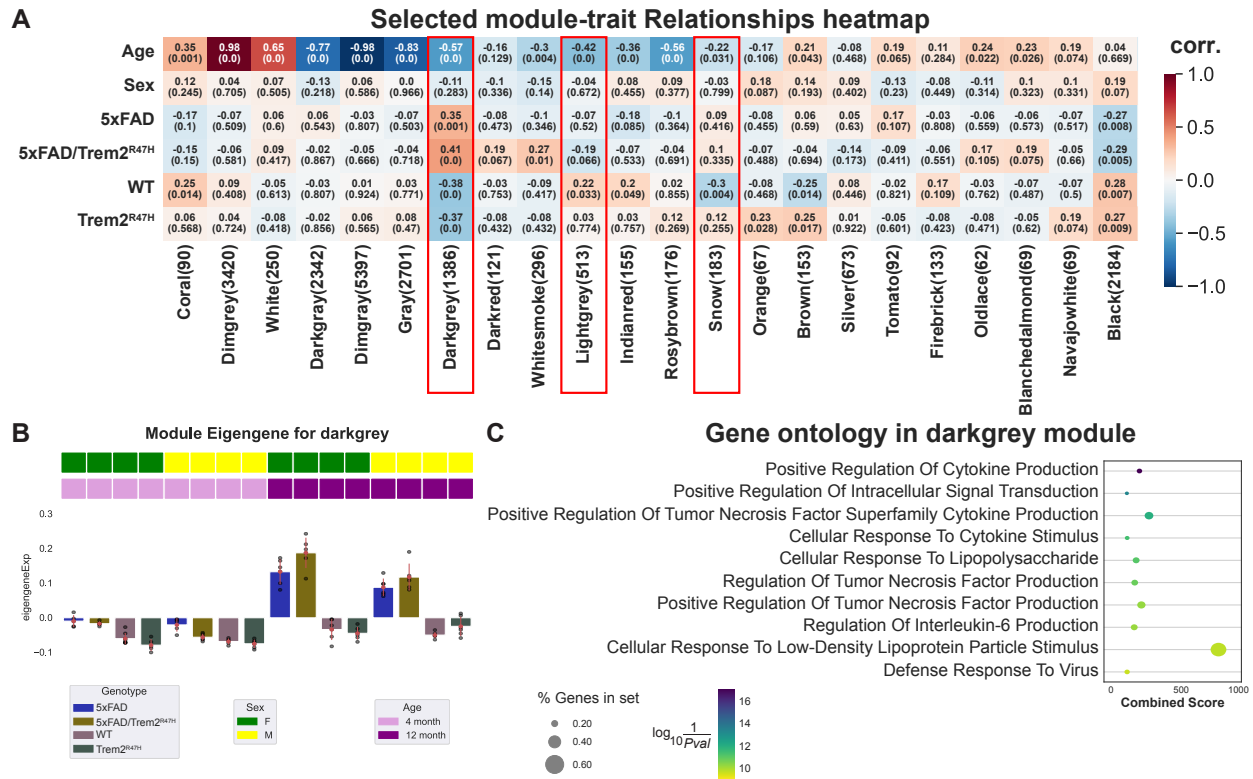 A
Selected module-trait Relationships heatmap
Age 0.35 0.98 0.65 -0.77 -0.98 -0.83 -0.57 -0.16 -0.3 -0.42 -0.36 -0.56 -0.22 -0.17 0.21 -0.08 0.19 0.11 0.24 0.23 0.19 0.04
(0.001) (0.0) (0.0) (0.0) (0.0) (0.0) (0.0) (0.129) (0.004) (0.0) (0.0) (0.0) (0.031) (0.106) (0.043) (0.468) (0.065) (0.284) (0.022) (0.026) (0.074) (0.669)
Sex 0.12 0.04 0.07 -0.13 0.06 0.0 -0.11 -0.1 -0.15 -0.04 0.08 0.09 -0.03 0.18 0.14 0.09 -0.13 -0.08 -0.11 0.1 0.1 0.19
(0.245) (0.705) (0.505) (0.218) (0.586) (0.966) (0.283) (0.336) (0.14) (0.672) (0.455) (0.377) (0.799) (0.087) (0.193) (0.402) (0.23) (0.449) (0.314) (0.323) (0.331) (0.07)
5xFAD -0.17 -0.07 0.06 0.06 -0.03 -0.07 0.35 -0.08 -0.1 -0.07 -0.18 -0.1 0.09 -0.08 0.06 0.05 0.17 -0.03 -0.06 -0.06 -0.07 -0.27
(0.1) (0.509) (0.6) (0.543) (0.807) (0.503) (0.001) (0.473) (0.346) (0.52) (0.085) (0.364) (0.416) (0.455) (0.59) (0.63) (0.107) (0.808) (0.559) (0.573) (0.517) (0.008)
5xFAD/Trem2R47H -0.15 -0.06 0.09 -0.02 -0.05 -0.04 0.41 0.19 0.27 -0.19 -0.07 -0.04 0.1 -0.07 -0.04 -0.14 -0.09 -0.06 0.17 0.19 -0.05 -0.29
(0.15) (0.581) (0.417) (0.867) (0.666) (0.718) (0.0) (0.067) (0.01) (0.066) (0.533) (0.691) (0.335) (0.488) (0.694) (0.173) (0.411) (0.551) (0.105) (0.075) (0.66) (0.005)
WT 0.25 0.09 -0.05 -0.03 0.01 0.03 -0.38 -0.03 -0.09 0.22 0.2 0.02 -0.3 -0.08 -0.25 0.08 -0.02 0.17 -0.03 -0.07 -0.07 0.28
(0.014) (0.408) (0.613) (0.807) (0.924) (0.771) (0.0) (0.753) (0.417) (0.033) (0.049) (0.855) (0.004) (0.468) (0.014) (0.446) (0.821) (0.109) (0.762) (0.487) (0.5) (0.007)
Trem2R47H 0.06 0.04 -0.08 -0.02 0.06 0.08 -0.37 -0.08 -0.08 0.03 0.03 0.12 0.12 0.23 0.25 0.01 -0.05 -0.08 -0.08 -0.05 0.19 0.27
(0.568) (0.724) (0.418) (0.856) (0.565) (0.47) (0.0) (0.432) (0.432) (0.774) (0.757) (0.269) (0.255) (0.028) (0.017) (0.922) (0.601) (0.423) (0.471) (0.62) (0.074) (0.009)
Coral(90)
Dimgrey(3420)
White(250)
Darkgray(2342)
Dimgray(5397)
Gray(2701)
Darkgrey(1386)
Darkred(121)
Whitesmoke(296)
Lightgrey(513)
Indianred(155)
Rosybrown(176)
Snow(183)
Orange(67)
Brown(153)
Silver(673)
Tomato(92)
Firebrick(133)
Oldlace(62)
Blanchedalmond(69)
Navajowhite(69)
Black(184)
corr.
1.0
0.5
0.0
−0.5
−1.0
B
Module Eigengene for darkgrey
eigengeneExp
0.3
0.2
0.1
0.0
−0.1
Genotype
5xFAD
5xFAD/Trem2R47H
WT
Trem2R47H
Sex
F
M
Age
4 month
12 month
C
Gene ontology in darkgrey module
Positive Regulation Of Cytokine Production
Positive Regulation Of Intracellular Signal Transduction
Positive Regulation Of Tumor Necrosis Factor Superfamily Cytokine Production
Cellular Response To Cytokine Stimulus
Cellular Response To Lipopolysaccharide
Regulation Of Tumor Necrosis Factor Production
Positive Regulation Of Tumor Necrosis Factor Production
Regulation Of Interleukin-6 Production
Cellular Response To Low-Density Lipoprotein Particle Stimulus
Defense Response To Virus
0 500 1000
Combined Score
% Genes in set
0.20
0.40
0.60
log10 1/Pval
16
14
12
10